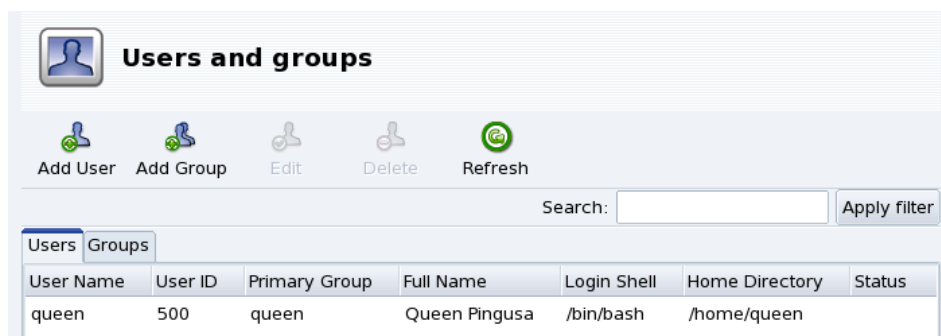 Users and groups
Add User Add Group Edit Delete Refresh
Search: Apply filter
Users Groups
User Name User ID Primary Group Full Name Login Shell Home Directory Status
queen 500 queen Queen Pingusa /bin/bash /home/queen